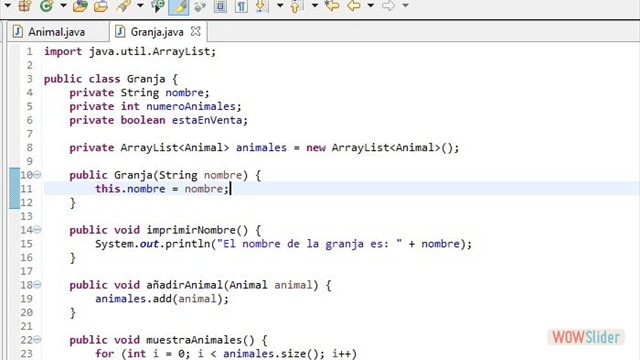 Animal.java Granja.java
1 import java.util.ArrayList;
2
3 public class Granja {
4 private String nombre;
5 private int numeroAnimales;
6 private boolean estaEnVenta;
7
8 private ArrayList<Animal> animales = new ArrayList<Animal>();
9
10 public Granja(String nombre) {
11 this.nombre = nombre;
12 }
13
14 public void imprimirNombre() {
15 System.out.println("El nombre de la granja es: " + nombre);
16 }
17
18 public void añadirAnimal(Animal animal) {
19 animales.add(animal);
20 }
21
22 public void muestraAnimales() {
23 for (int i = 0; i < animales.size(); i++)
WOWSlider